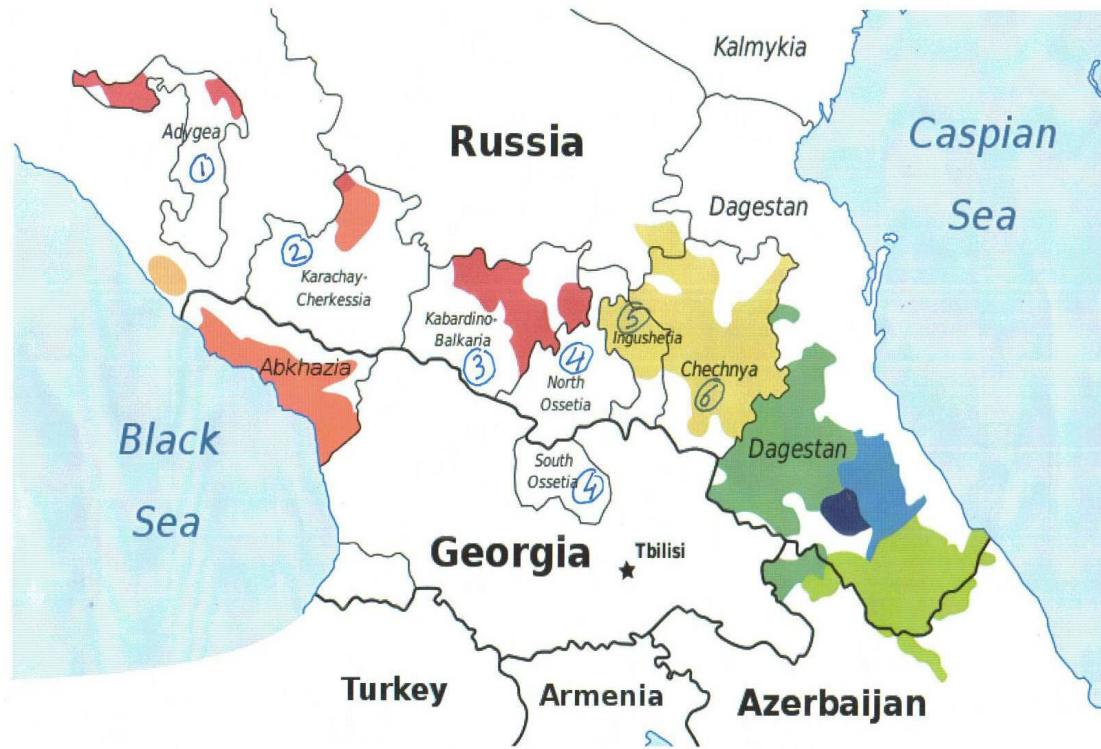 Kalmykia
Russia
Caspian
Sea
Adygea
①
Dagestan
②
Karachay-
Cherkessia
Kabardino-
Balkaria
③
④
North
Ossetia
⑤
Ingushetia
Chechnya
⑥
Abkhazia
Black
Sea
Dagestan
South
Ossetia
④
Georgia
Tbilisi
Turkey
Armenia
Azerbaijan